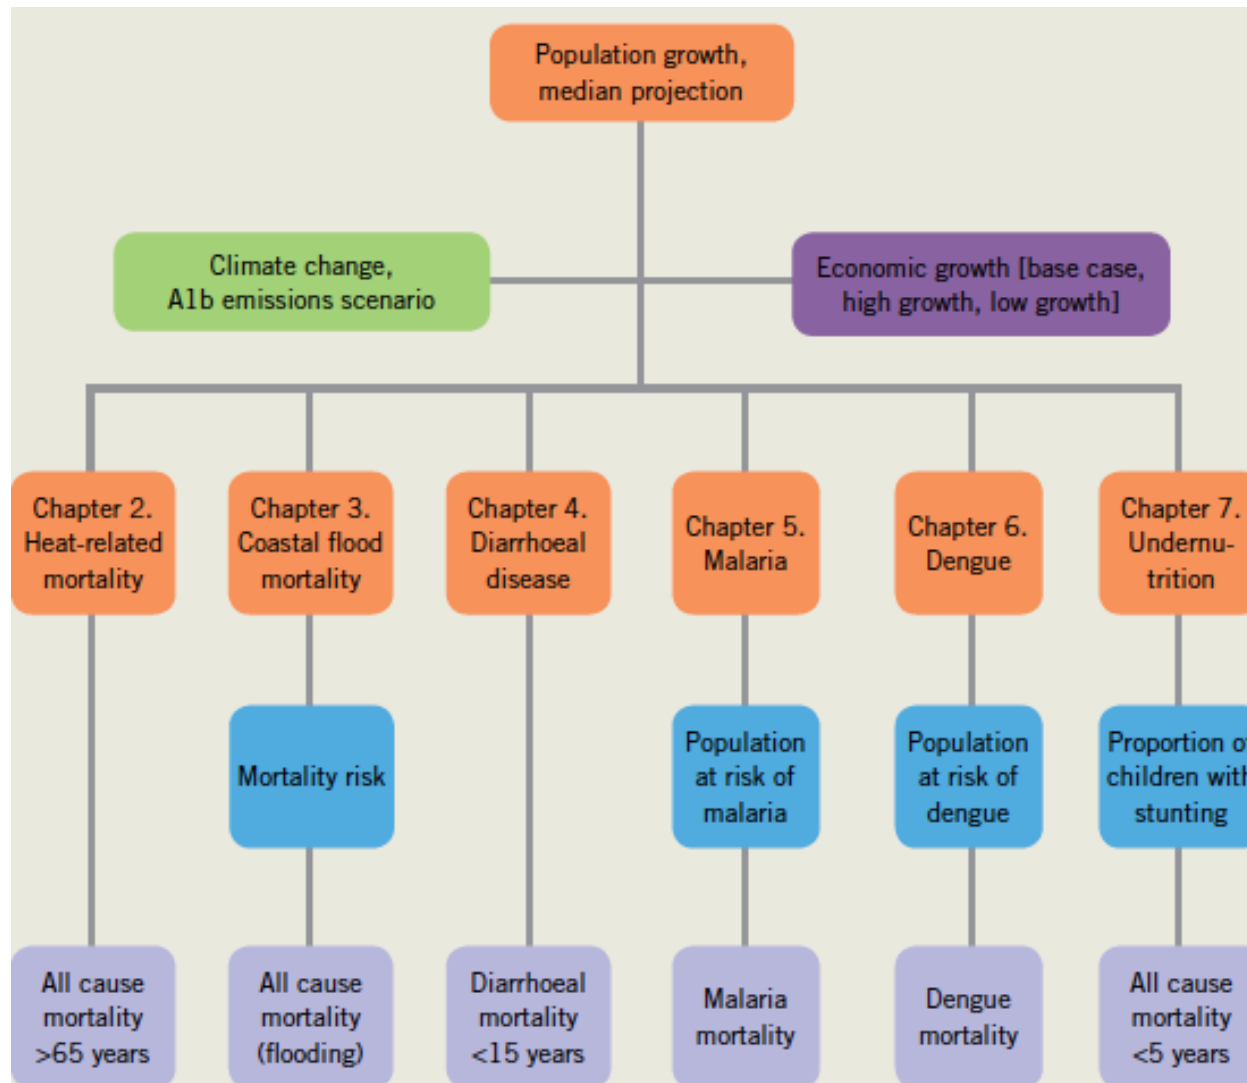 Population growth,
median projection
Climate change,
A1b emissions scenario
Economic growth [base case,
high growth, low growth]
Chapter 2.
Heat-related
mortality
Chapter 3.
Coastal flood
mortality
Chapter 4.
Diarrhoeal
disease
Chapter 5.
Malaria
Chapter 6.
Dengue
Chapter 7.
Undernu-
trition
Mortality risk
Population
at risk of
malaria
Population
at risk of
dengue
Proportion of
children with
stunting
All cause
mortality
>65 years
All cause
mortality
(flooding)
Diarrhoeal
mortality
<15 years
Malaria
mortality
Dengue
mortality
All cause
mortality
<5 years